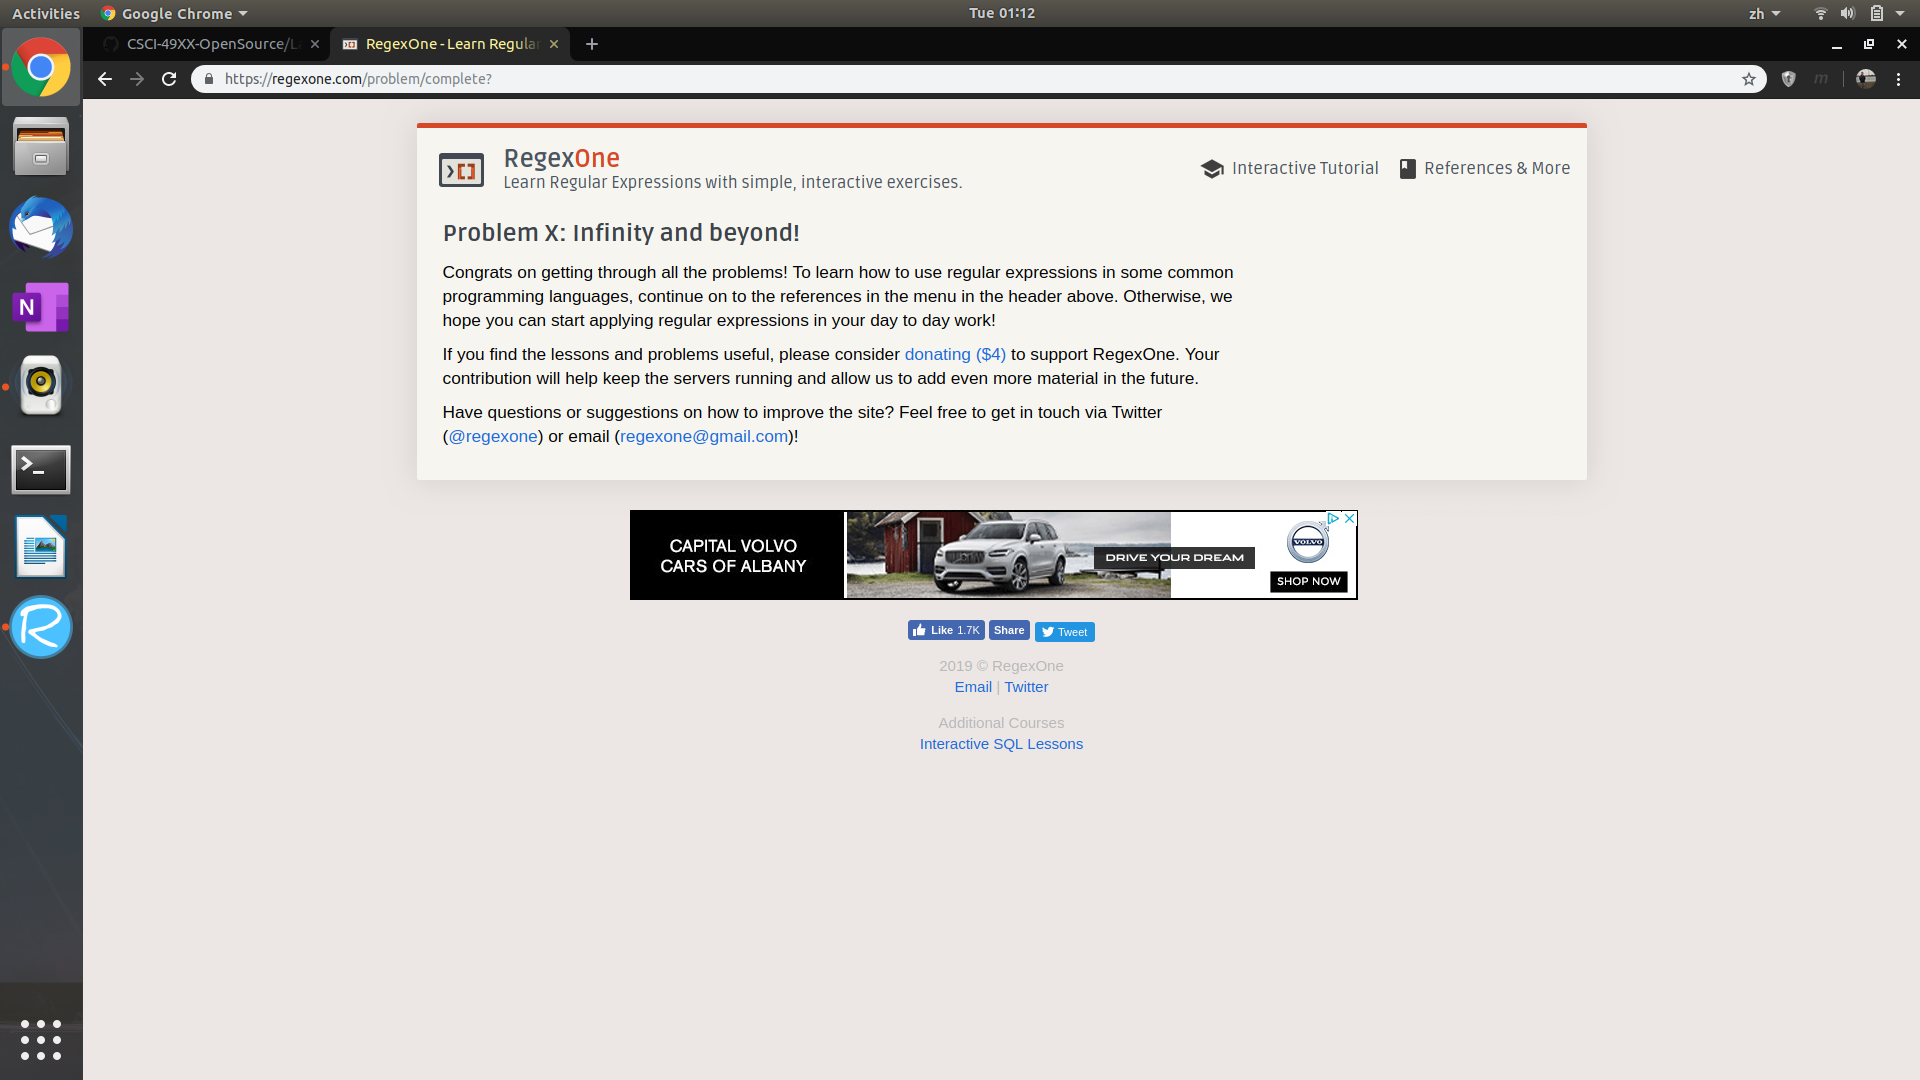 Activities
Google Chrome
Tue 01:12
zh
CSCI-49XX-OpenSource/L
RegexOne - Learn Regular
https://regexone.com/problem/complete?
RegexOne
Learn Regular Expressions with simple, interactive exercises.
Interactive Tutorial
References & More
Problem X: Infinity and beyond!
Congrats on getting through all the problems! To learn how to use regular expressions in some common
programming languages, continue on to the references in the menu in the header above. Otherwise, we
hope you can start applying regular expressions in your day to day work!
If you find the lessons and problems useful, please consider donating ($4) to support RegexOne. Your
contribution will help keep the servers running and allow us to add even more material in the future.
Have questions or suggestions on how to improve the site? Feel free to get in touch via Twitter
(@regexone) or email (regexone@gmail.com)!
CAPITAL VOLVO
CARS OF ALBANY
DRIVE YOUR DREAM
VOLVO
SHOP NOW
Like 1.7K
Share
Tweet
2019 © RegexOne
Email | Twitter
Additional Courses
Interactive SQL Lessons